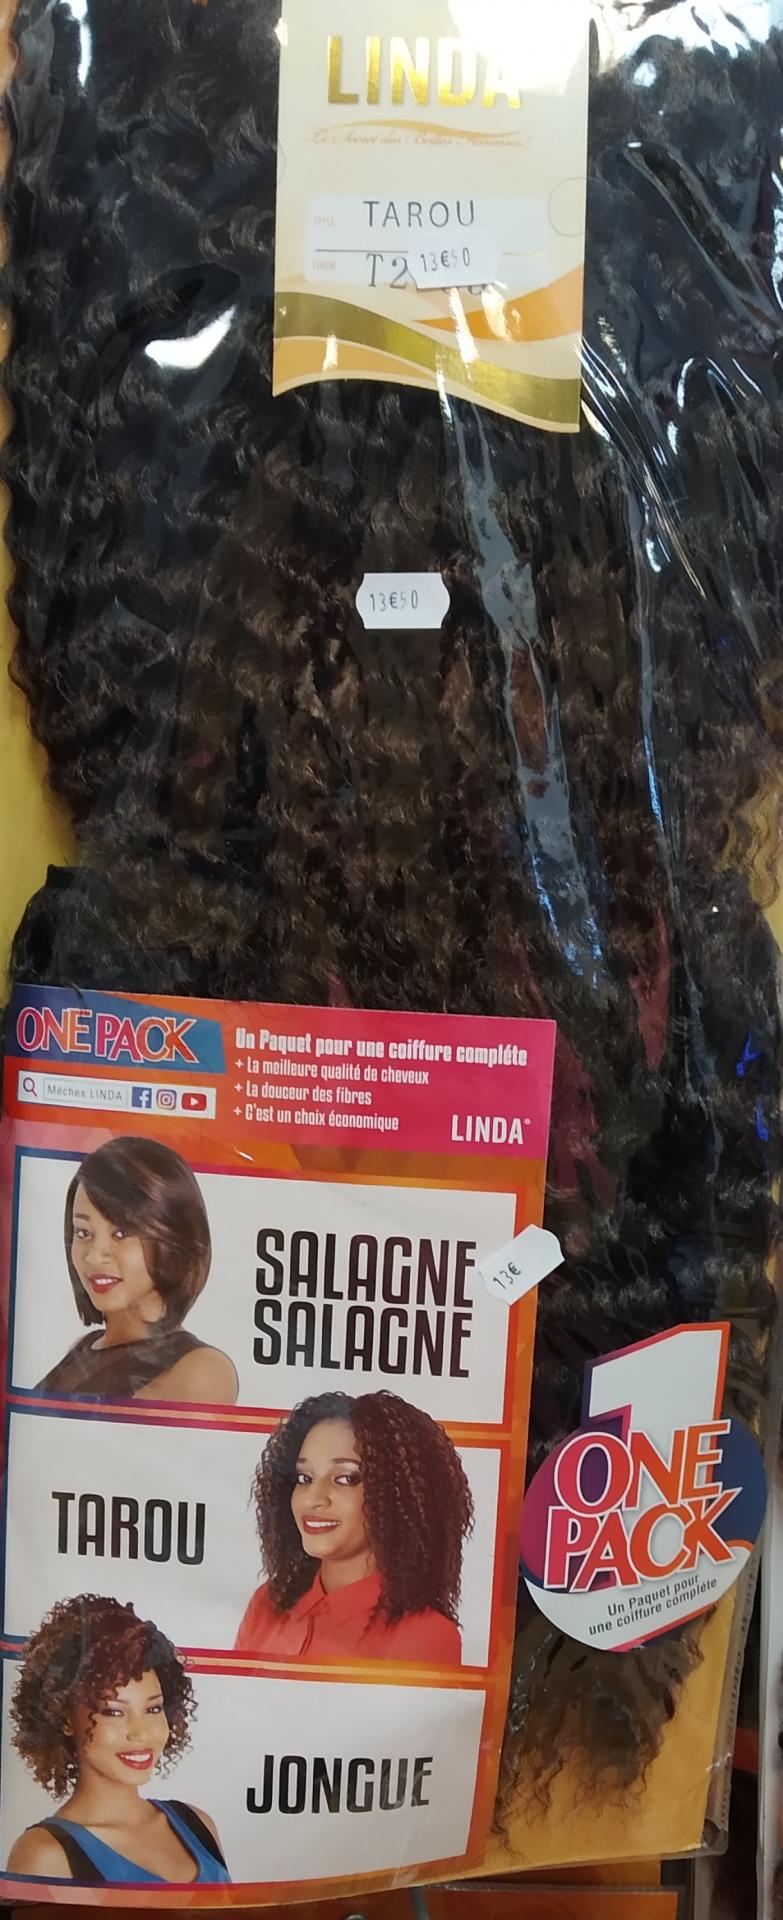 LINDA
Le Secret des Belles Femmes!
STYLE: TAROU
COLOR: T2
13€50
13€50
ONE PACK
Mèches LINDA
Un Paquet pour une coiffure complète
+ La meilleure qualité de cheveux
+ La douceur des fibres
+ C'est un choix économique
LINDA®
SALAGNE
SALAGNE
13€
TAROU
JONGUE
1
ONE
PACK
Un Paquet pour
une coiffure complète